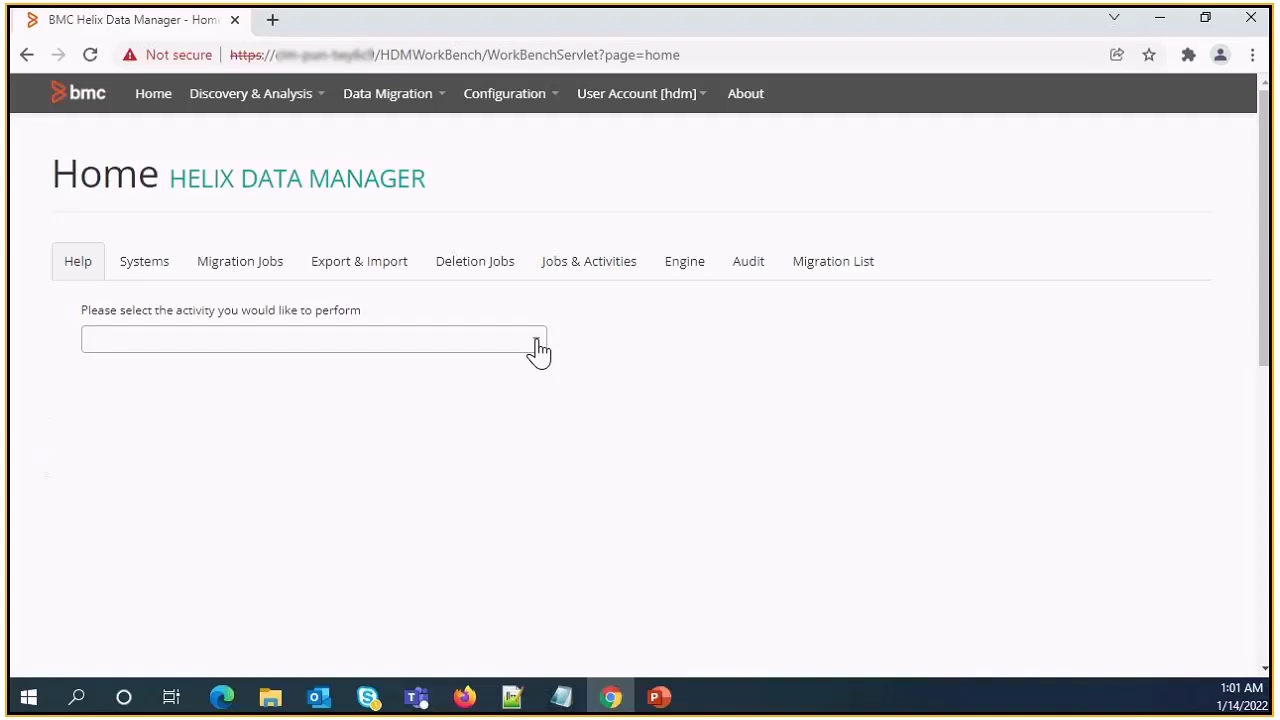 BMC Helix Data Manager - Hom
Not secure https:// /HDMWorkBench/WorkBenchServlet?page=home
bmc Home Discovery & Analysis Data Migration Configuration User Account [hdm] About
Home HELIX DATA MANAGER
Help Systems Migration Jobs Export & Import Deletion Jobs Jobs & Activities Engine Audit Migration List
Please select the activity you would like to perform
1:01 AM
1/14/2022